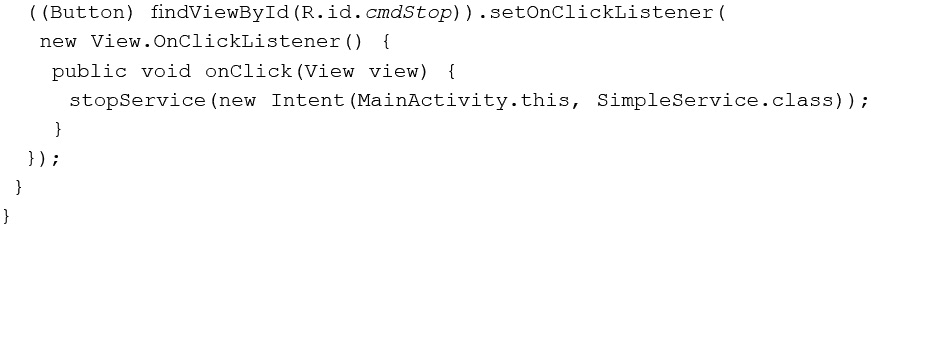 ((Button) findViewById(R.id.cmdStop)).setOnClickListener(
new View.OnClickListener() {
public void onClick(View view) {
stopService(new Intent(MainActivity.this, SimpleService.class));
}
});
}
}